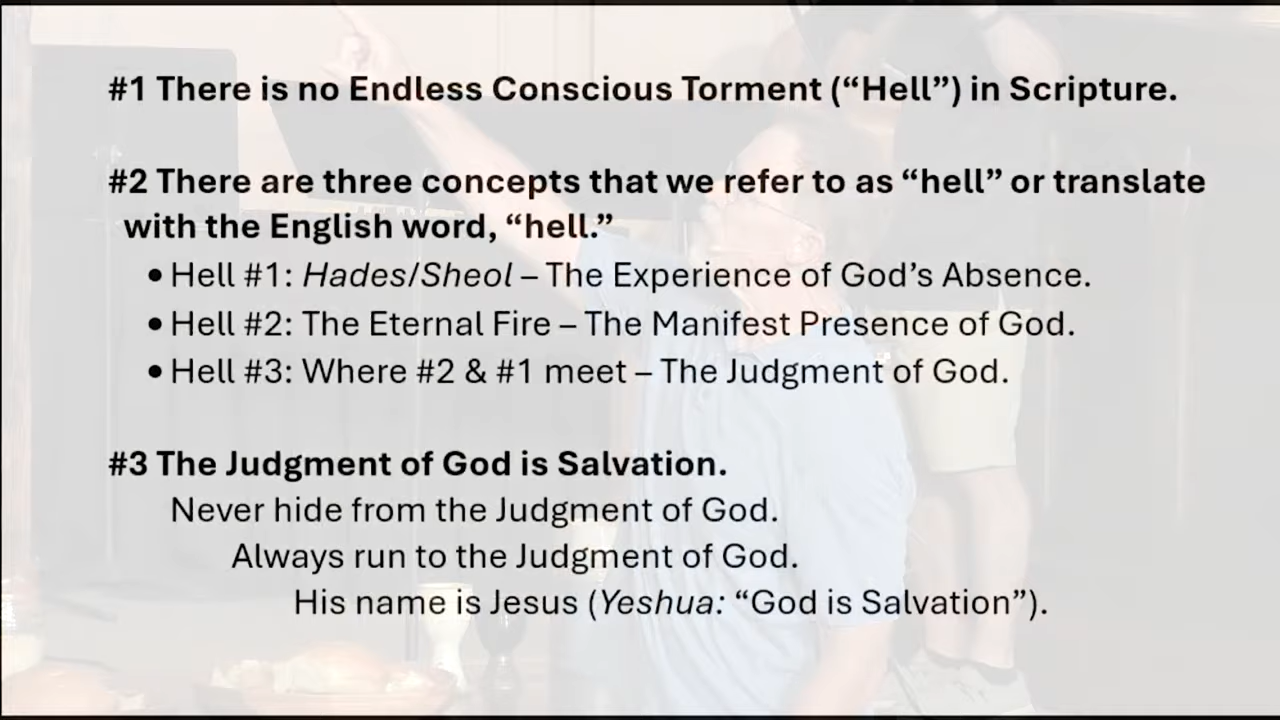 #1 There is no Endless Conscious Torment (“Hell”) in Scripture.
#2 There are three concepts that we refer to as “hell” or translate
with the English word, “hell.”
• Hell #1: Hades/Sheol – The Experience of God’s Absence.
• Hell #2: The Eternal Fire – The Manifest Presence of God.
• Hell #3: Where #2 & #1 meet – The Judgment of God.
#3 The Judgment of God is Salvation.
Never hide from the Judgment of God.
Always run to the Judgment of God.
His name is Jesus (Yeshua: “God is Salvation”).